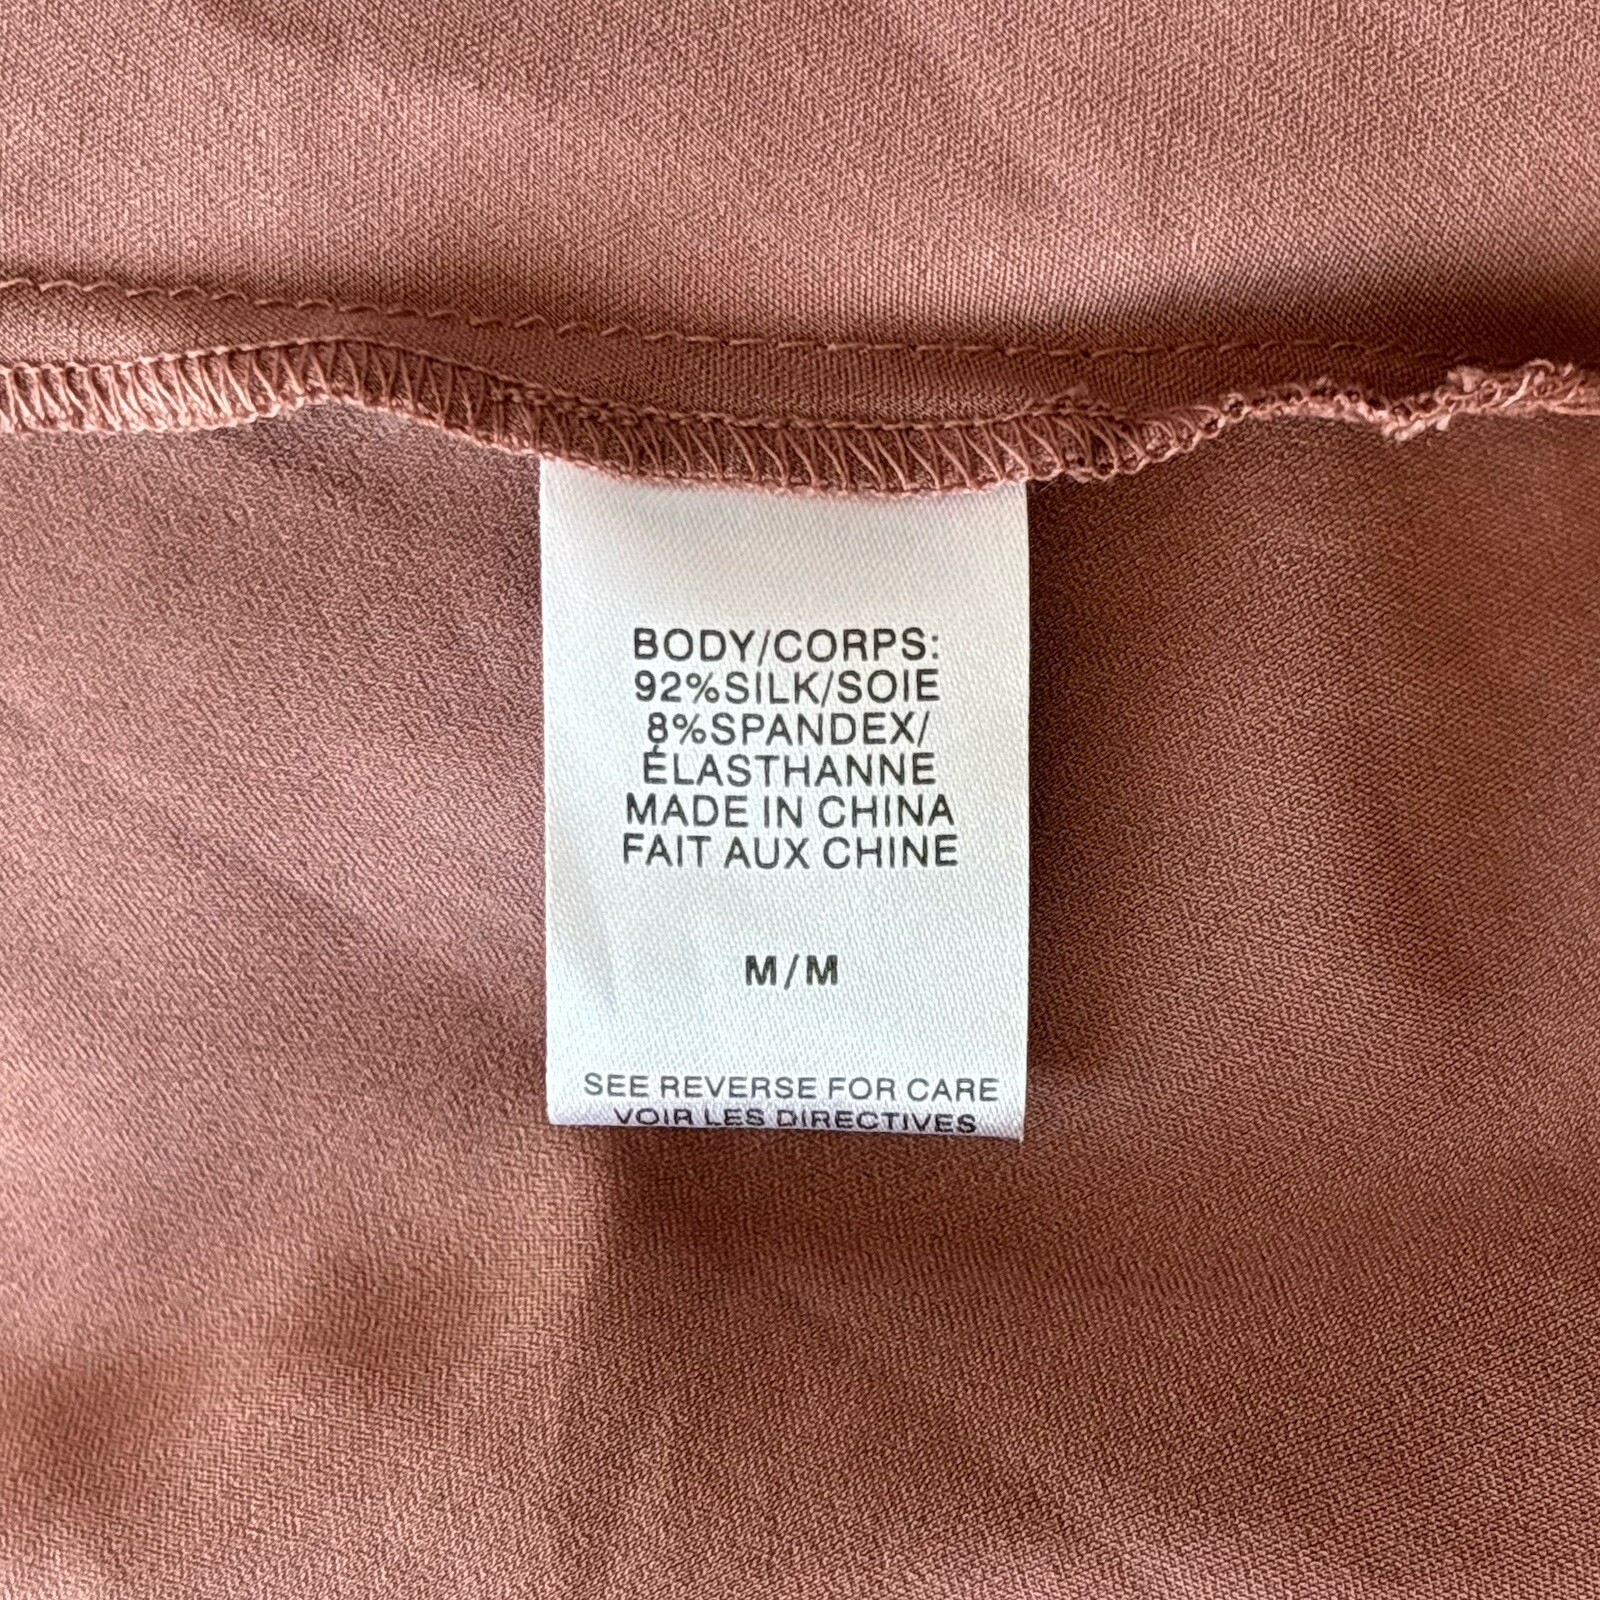 BODY/CORPS:
92%SILK/SOIE
8%SPANDEX/
ÉLASTHANNE
MADE IN CHINA
FAIT AUX CHINE
M/M
SEE REVERSE FOR CARE
VOIR LES DIRECTIVES